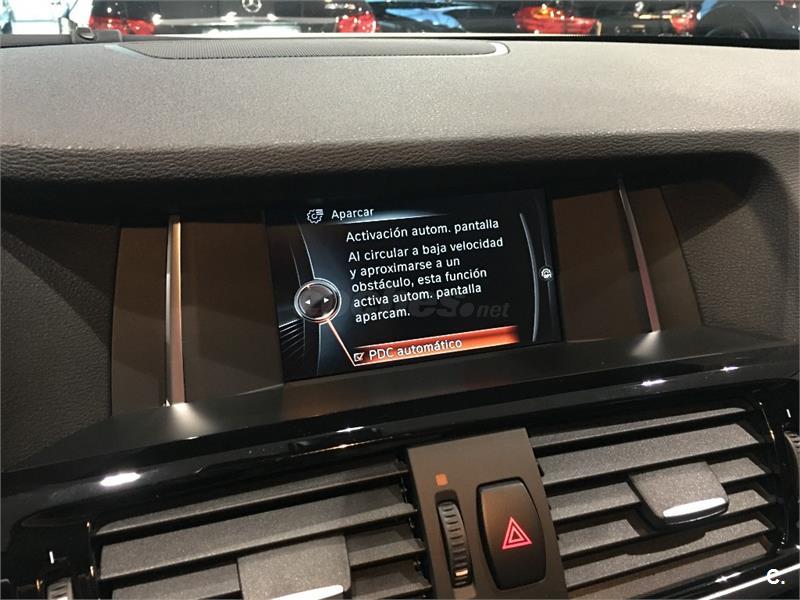 Aparcar
Activación autom. pantalla
Al circular a baja velocidad
y aproximarse a un
obstáculo, esta función
activa autom. pantalla
aparcam.
PDC automático
.net
c.